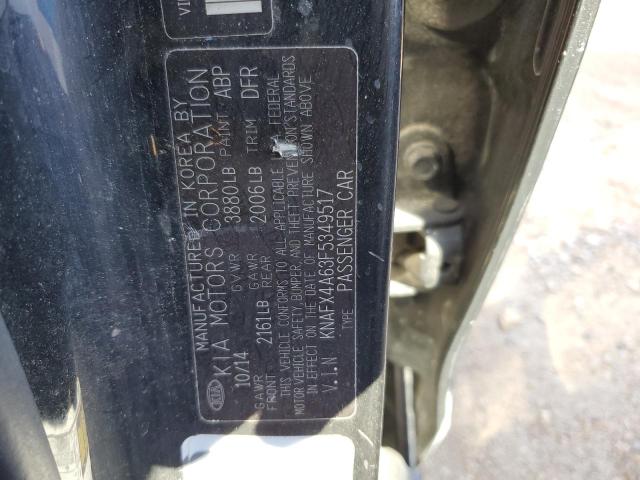 VI
MANUFACTURED IN KOREA BY
KIA MOTORS CORPORATION
10/14 GVWR 3880LB PAINT ABP
GAWR FRONT 2161LB GAWR REAR 2006LB TRIM DFR
THIS VEHICLE CONFORMS TO ALL APPLICABLE FEDERAL
MOTOR VEHICLE SAFETY, BUMPER, AND THEFT PREVENTION STANDARDS
IN EFFECT ON THE DATE OF MANUFACTURE SHOWN ABOVE
V.I.N KNAFX4A63F5349517
TYPE PASSENGER CAR
KIA